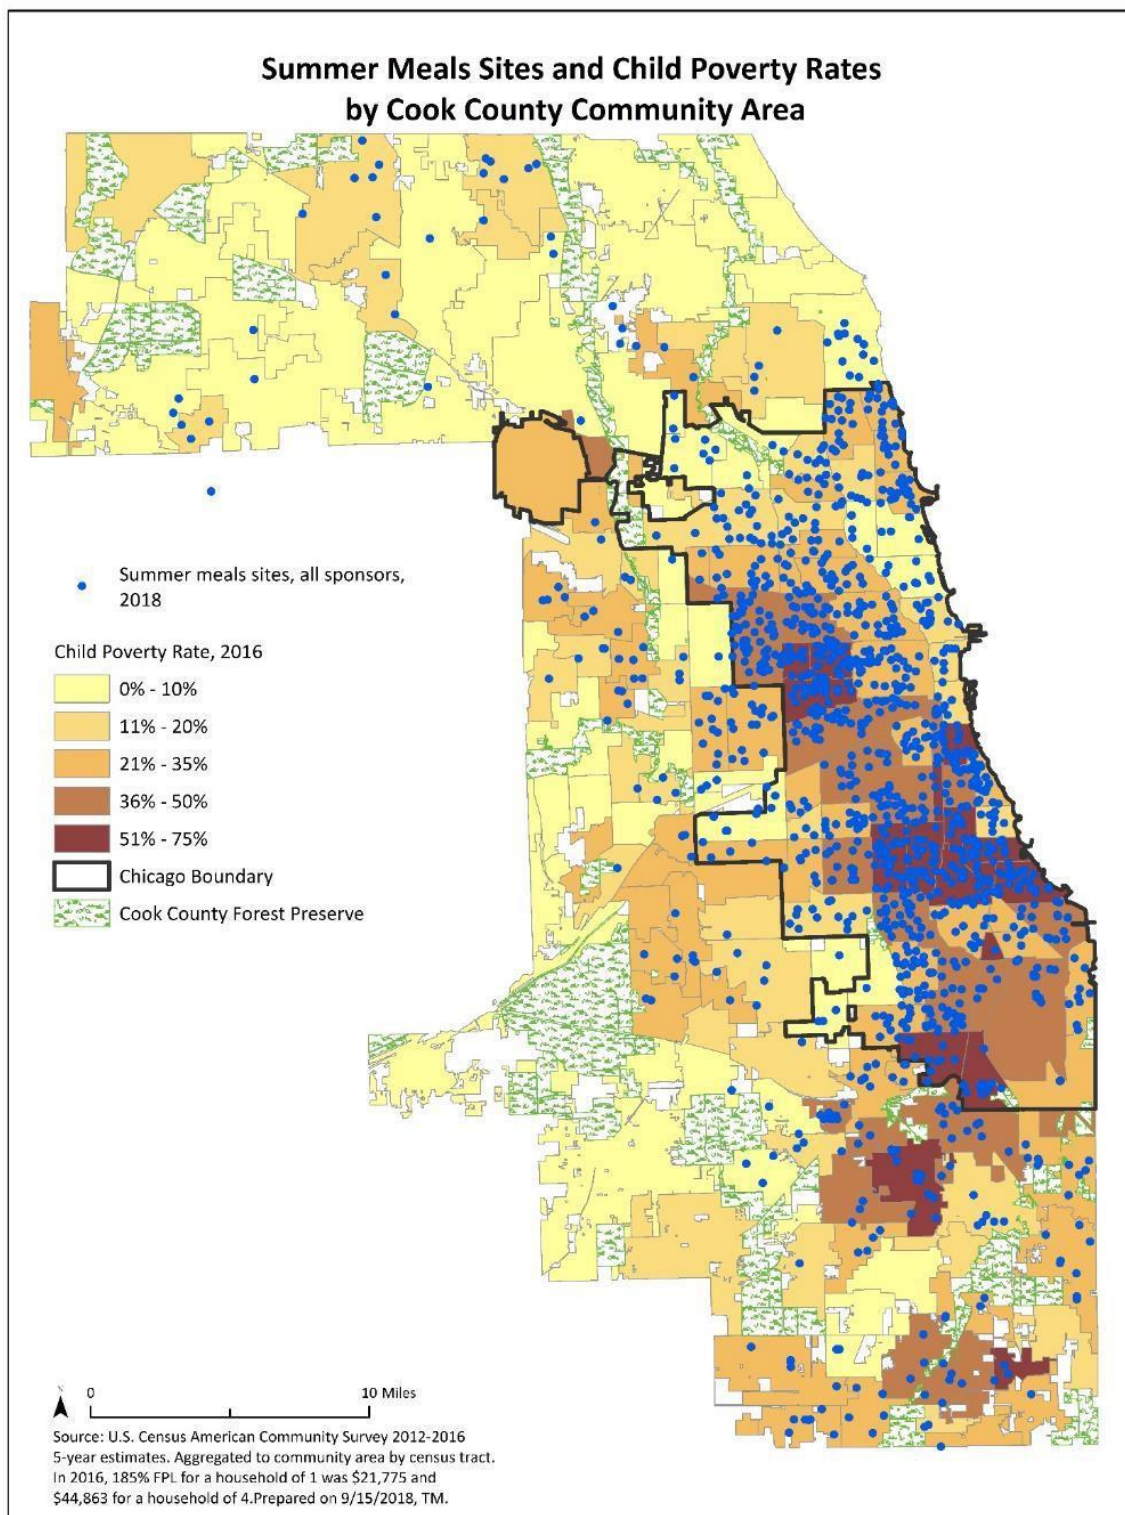 Summer Meals Sites and Child Poverty Rates
by Cook County Community Area
Summer meals sites, all sponsors,
2018
Child Poverty Rate, 2016
0% - 10%
11% - 20%
21% - 35%
36% - 50%
51% - 75%
Chicago Boundary
Cook County Forest Preserve
N
0 10 Miles
Source: U.S. Census American Community Survey 2012-2016
5-year estimates. Aggregated to community area by census tract.
In 2016, 185% FPL for a household of 1 was $21,775 and
$44,863 for a household of 4.Prepared on 9/15/2018, TM.